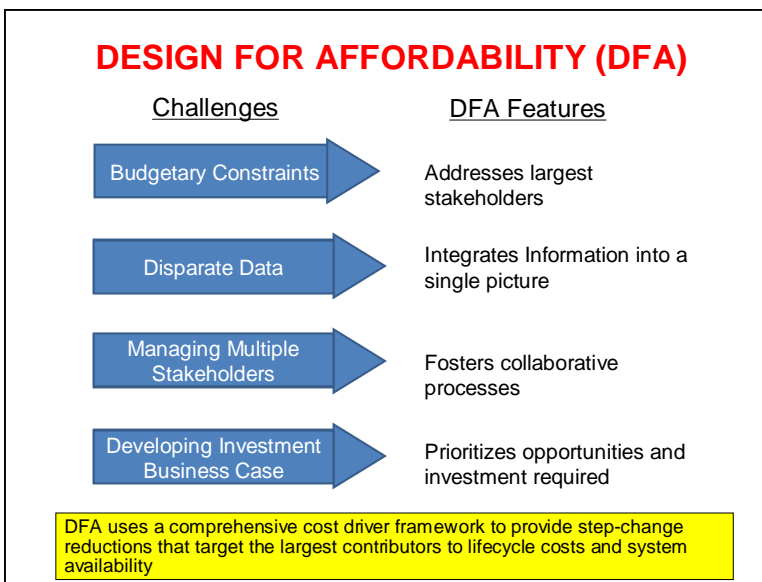 DESIGN FOR AFFORDABILITY (DFA)
Challenges
DFA Features
Budgetary Constraints
Addresses largest
stakeholders
Disparate Data
Integrates Information into a
single picture
Managing Multiple
Stakeholders
Fosters collaborative
processes
Developing Investment
Business Case
Prioritizes opportunities and
investment required
DFA uses a comprehensive cost driver framework to provide step-change
reductions that target the largest contributors to lifecycle costs and system
availability